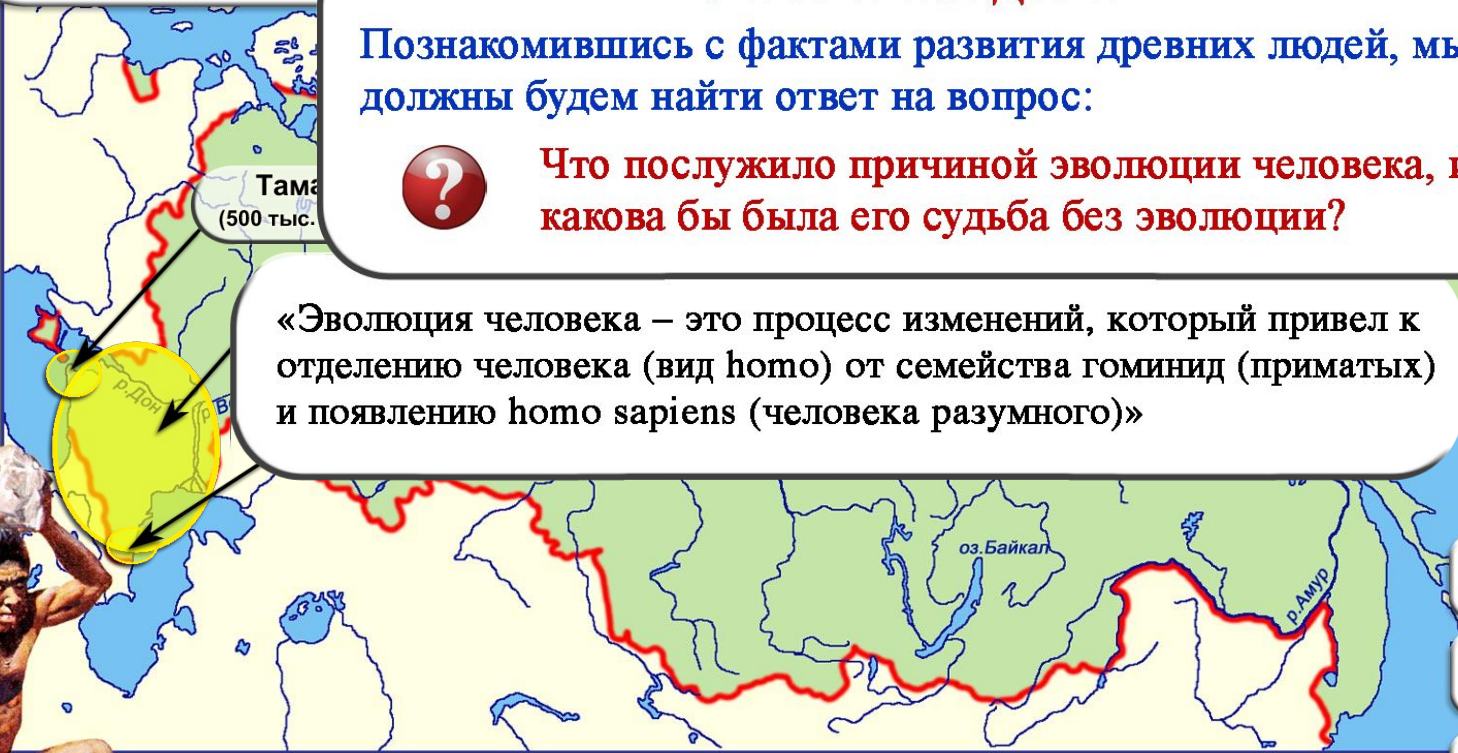 Познакомившись с фактами развития древних людей, мы
должны будем найти ответ на вопрос:
?
Что послужило причиной эволюции человека, и
какова бы была его судьба без эволюции?
(500 тыс.
«Эволюция человека – это процесс изменений, который привел к
отделению человека (вид homo) от семейства гоминид (приматых)
и появлению homo sapiens (человека разумного)»
р.Дон
оз.Байкал
р.Амур